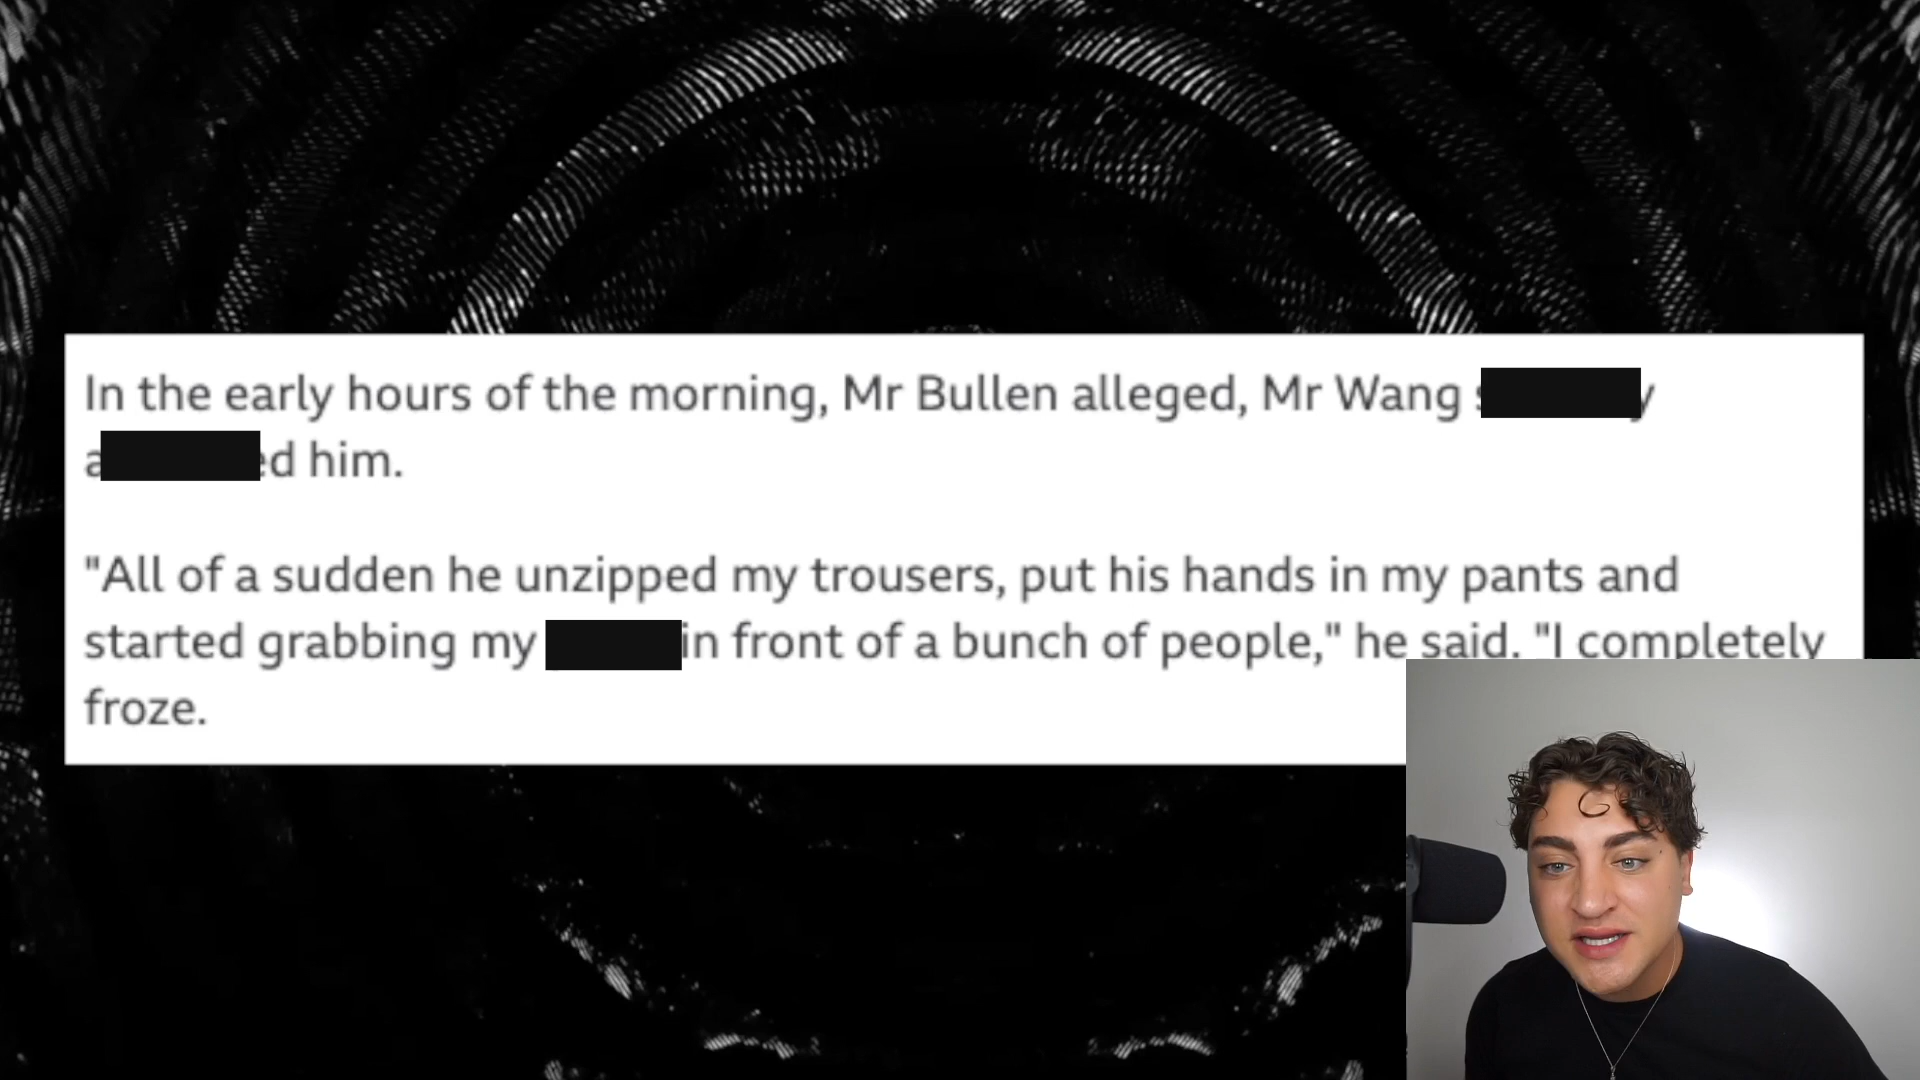 In the early hours of the morning, Mr Bullen alleged, Mr Wang
him.
"All of a sudden he unzipped my trousers, put his hands in my pants and
started grabbing my in front of a bunch of people," he said. "I completely
froze.